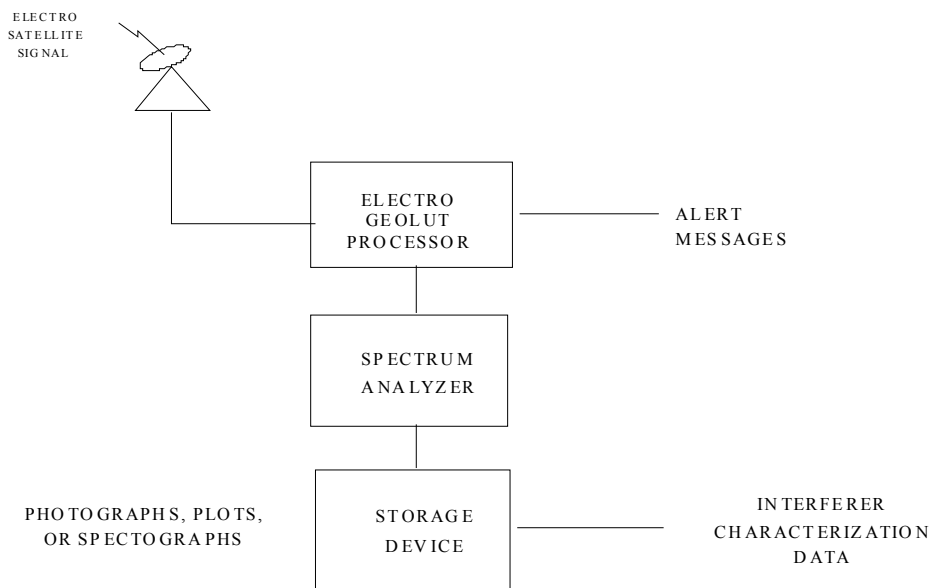 ELECTRO
SATELLITE
SIGNAL
ELECTRO
GEOLUT
PROCESSOR
ALERT
MESSAGES
SPECTRUM
ANALYZER
PHOTOGRAPHS, PLOTS,
OR SPECTOGRAPHS
STORAGE
DEVICE
INTERFERER
CHARACTERIZATION
DATA